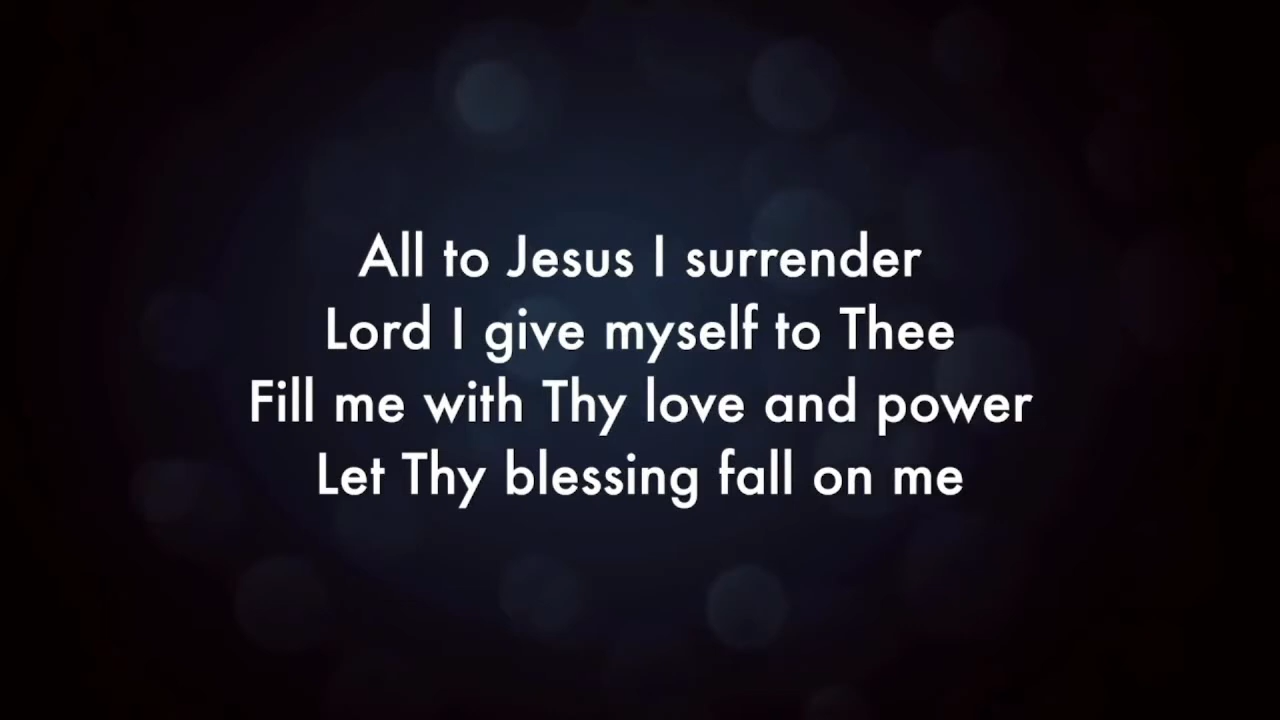 All to Jesus I surrender
Lord I give myself to Thee
Fill me with Thy love and power
Let Thy blessing fall on me